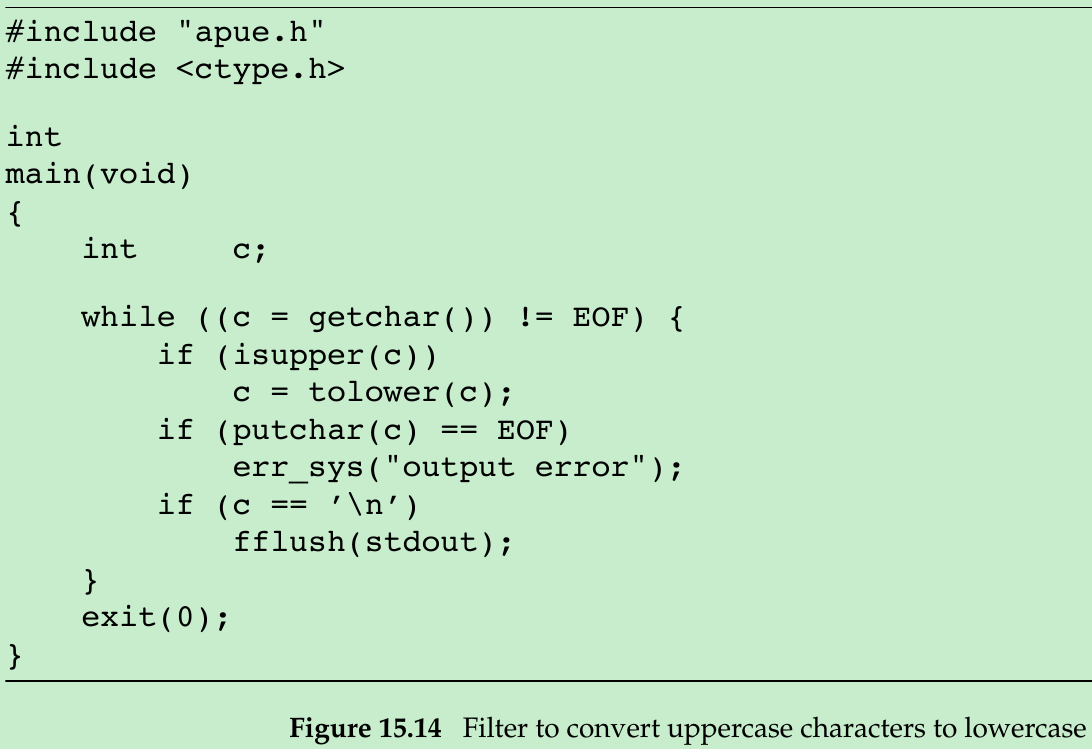 #include "apue.h"
#include <ctype.h>
int
main(void)
{
    int     c;
    while ((c = getchar()) != EOF) {
        if (isupper(c))
            c = tolower(c);
        if (putchar(c) == EOF)
            err_sys("output error");
        if (c == ’\n’)
            fflush(stdout);
    }
    exit(0);
}
Figure 15.14 Filter to convert uppercase characters to lowercase